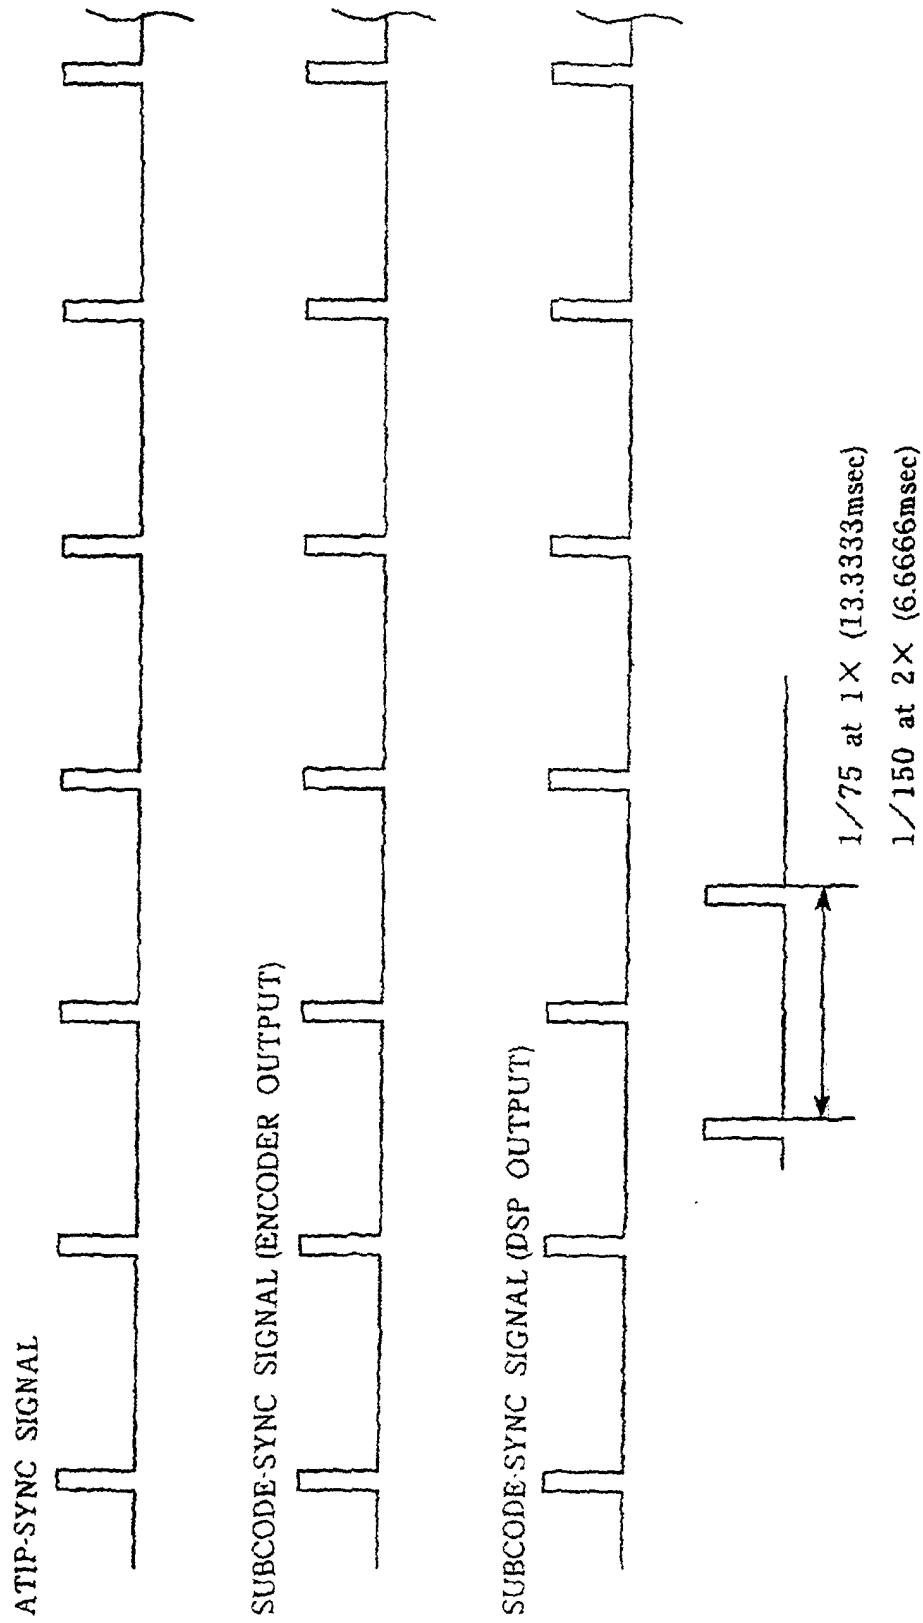 ATIP-SYNC SIGNAL
SUBCODE-SYNC SIGNAL (ENCODER OUTPUT)
SUBCODE-SYNC SIGNAL (DSP OUTPUT)
1/75 at 1× (13.3333msec)
1/150 at 2× (6.6666msec)